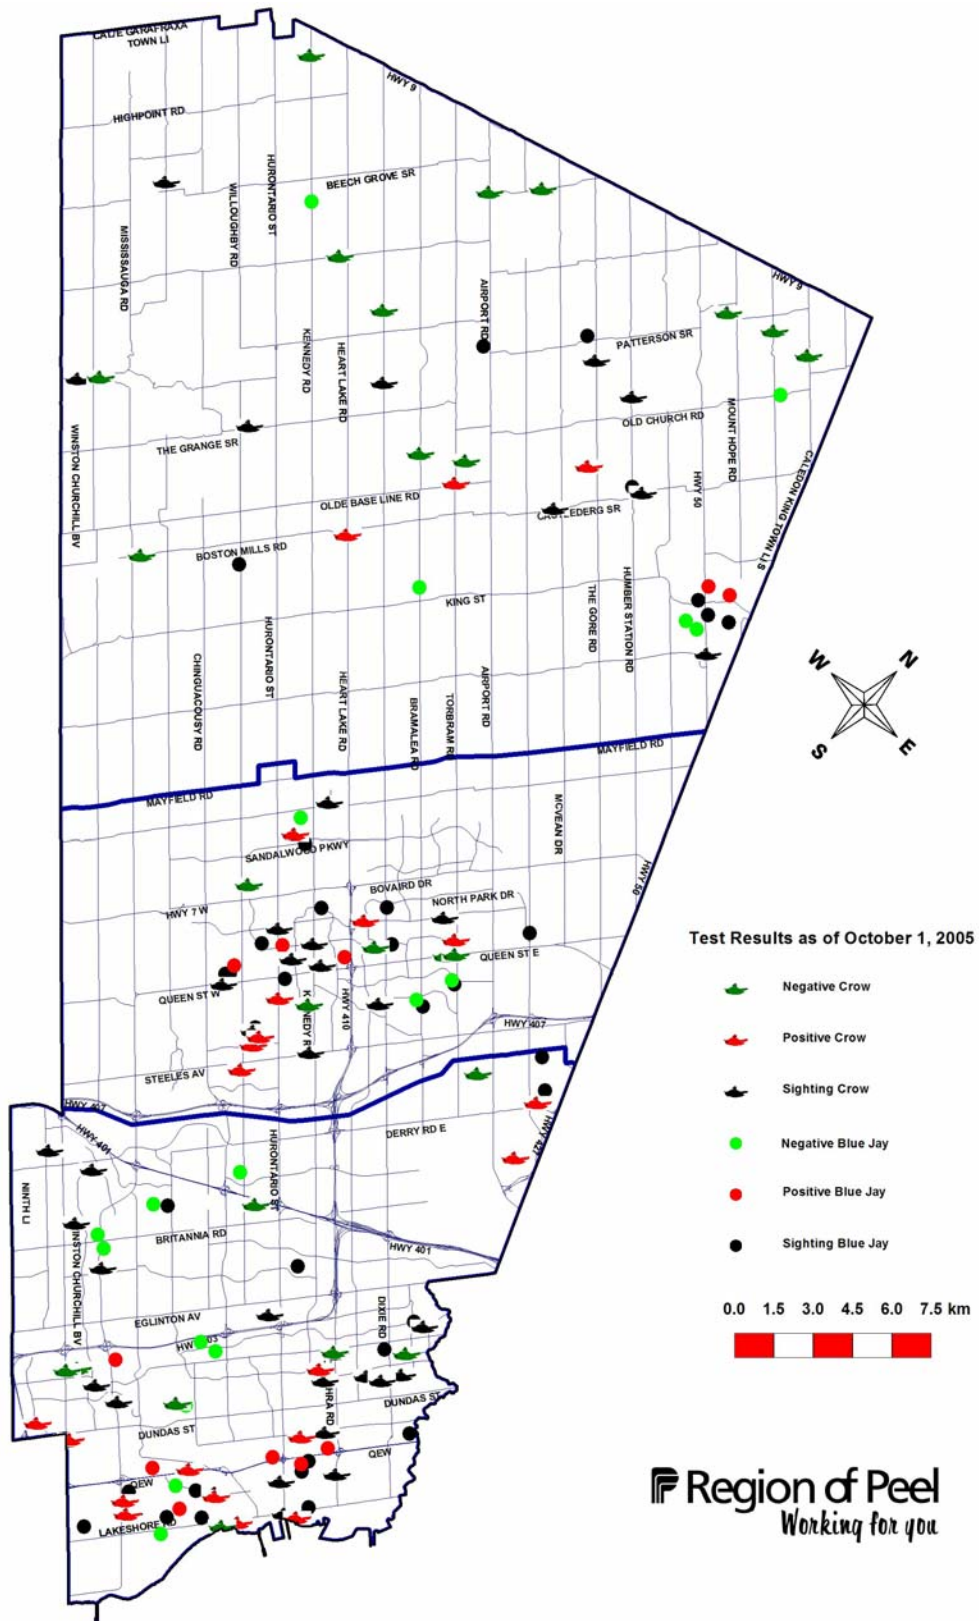 CAL/E GARAFRAXA
TOWN LI
HWY 9
HIGHPOINT RD
HURONTARIO ST
BEECH GROVE SR
WILLOUGHBY RD
MISSISSAUGA RD
HWY 9
AIRPORT RD
KENNEDY RD
HEART LAKE RD
PATTERSON SR
MOUNT HOPE RD
OLD CHURCH RD
WINSTON CHURCHILL BV
THE GRANGE SR
HWY 50
CALEDON KING TOWN LI S
OLDE BASE LINE RD
CASTLEDERG SR
BOSTON MILLS RD
KING ST
THE GORE RD
HUMBER STATION RD
HURONTARIO ST
CHINGUACOUSY RD
HEART LAKE RD
AIRPORT RD
BRAMALEA RD
TORBRAM RD
W
N
S
E
MAYFIELD RD
MAYFIELD RD
MCVEAN DR
SANDALWOOD PKWY
HWY 50
BOVAIRD DR
NORTH PARK DR
HWY 7 W
QUEEN ST E
QUEEN ST W
KENNEDY R
HWY 410
HWY 407
STEELES AV
HWY 407
HWY 401
DERRY RD E
HURONTARIO ST
HWY 427
NINTH LI
BRITANNIA RD
HWY 401
INSTON CHURCHILL BV
EGLINTON AV
DIXIE RD
HW 03
DUNDAS ST
HRA RD
DUNDAS ST
QEW
QEW
LAKESHORE RD
Test Results as of October 1, 2005
Negative Crow
Positive Crow
Sighting Crow
Negative Blue Jay
Positive Blue Jay
Sighting Blue Jay
0.0 1.5 3.0 4.5 6.0 7.5 km
Region of Peel
Working for you